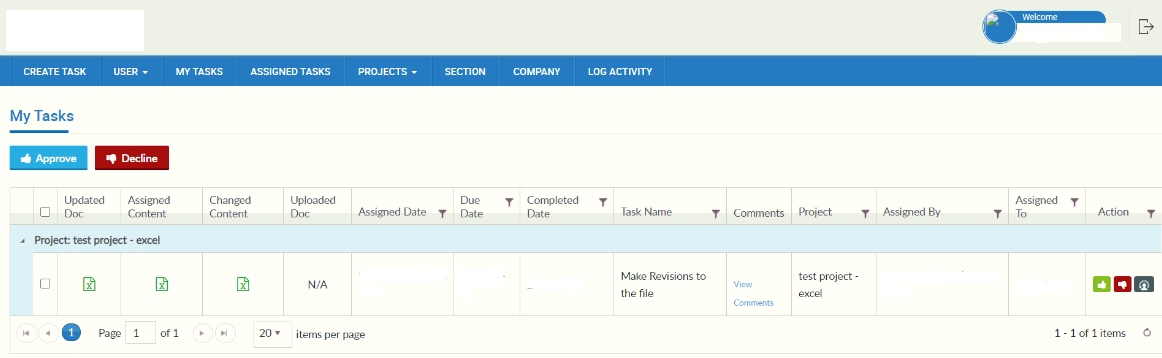 Welcome
CREATE TASK USER MY TASKS ASSIGNED TASKS PROJECTS SECTION COMPANY LOG ACTIVITY
My Tasks
Approve Decline
Updated Doc Assigned Content Changed Content Uploaded Doc Assigned Date Due Date Completed Date Task Name Comments Project Assigned By Assigned To Action
Project: test project - excel
N/A Make Revisions to the file View Comments test project - excel
1 Page 1 of 1 20 items per page 1 - 1 of 1 items